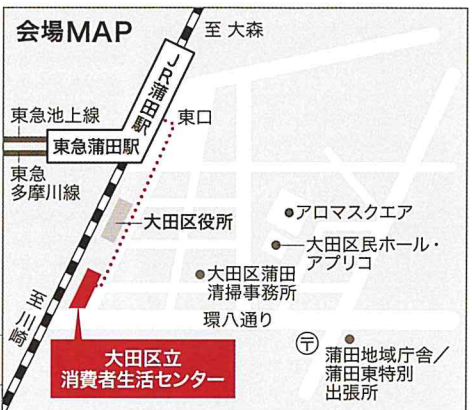 会場MAP
至 大森
JR蒲田駅
東口
東急池上線
東急蒲田駅
東急
多摩川線
大田区役所
アロマスクエア
大田区民ホール・
アプリコ
大田区蒲田
清掃事務所
環八通り
至川崎
大田区立
消費者生活センター
〒
蒲田地域庁舎/
蒲田東特別
出張所